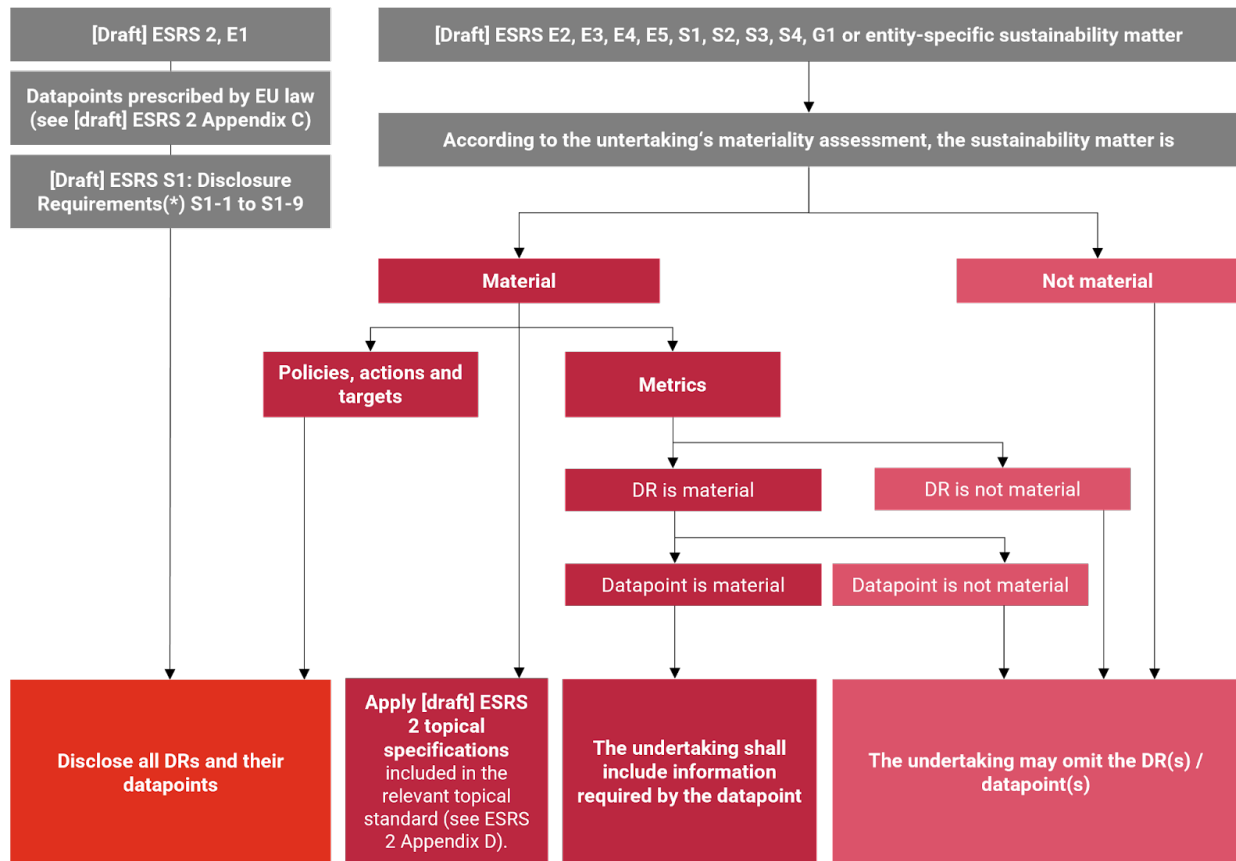 [Draft] ESRS 2, E1
Datapoints prescribed by EU law
(see [draft] ESRS 2 Appendix C)
[Draft] ESRS S1: Disclosure
Requirements(*) S1-1 to S1-9
[Draft] ESRS E2, E3, E4, E5, S1, S2, S3, S4, G1 or entity-specific sustainability matter
According to the untertaking‘s materiality assessment, the sustainability matter is
Material
Not material
Policies, actions and
targets
Metrics
DR is material
DR is not material
Datapoint is material
Datapoint is not material
Disclose all DRs and their
datapoints
Apply [draft] ESRS
2 topical
specifications
included in the
relevant topical
standard (see ESRS
2 Appendix D).
The undertaking shall
include information
required by the datapoint
The undertaking may omit the DR(s) /
datapoint(s)